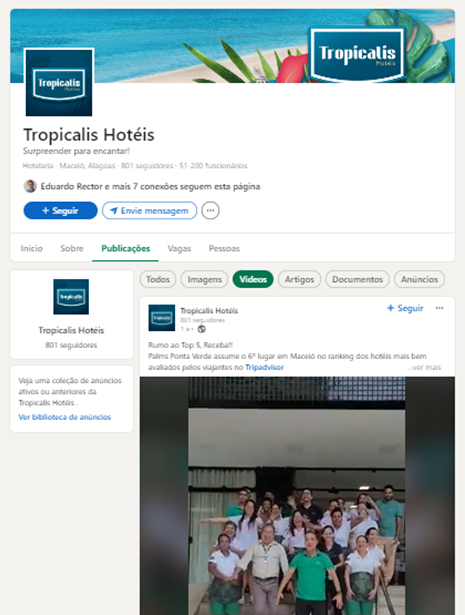 Tropicalis
Hotéis
Tropicalis
Hotéis
Tropicalis Hotéis
Surpreender para encantar!
Hotelaria · Maceió, Alagoas · 801 seguidores · 51-200 funcionários
Eduardo Rector e mais 7 conexões seguem esta página
+ Seguir
Envie mensagem
Início
Sobre
Publicações
Vagas
Pessoas
Tropicalis
Tropicalis Hotéis
801 seguidores
Veja uma coleção de anúncios
ativos ou anteriores da
Tropicalis Hotéis .
Ver biblioteca de anúncios
Todos
Imagens
Vídeos
Artigos
Documentos
Anúncios
Tropicalis
Tropicalis Hotéis
801 seguidores
1 a •
+ Seguir
Rumo ao Top 5, Receba!!
Palms Ponta Verde assume o 6º lugar em Maceió no ranking dos hotéis mais bem
avaliados pelos viajantes no Tripadvisor
...ver mais